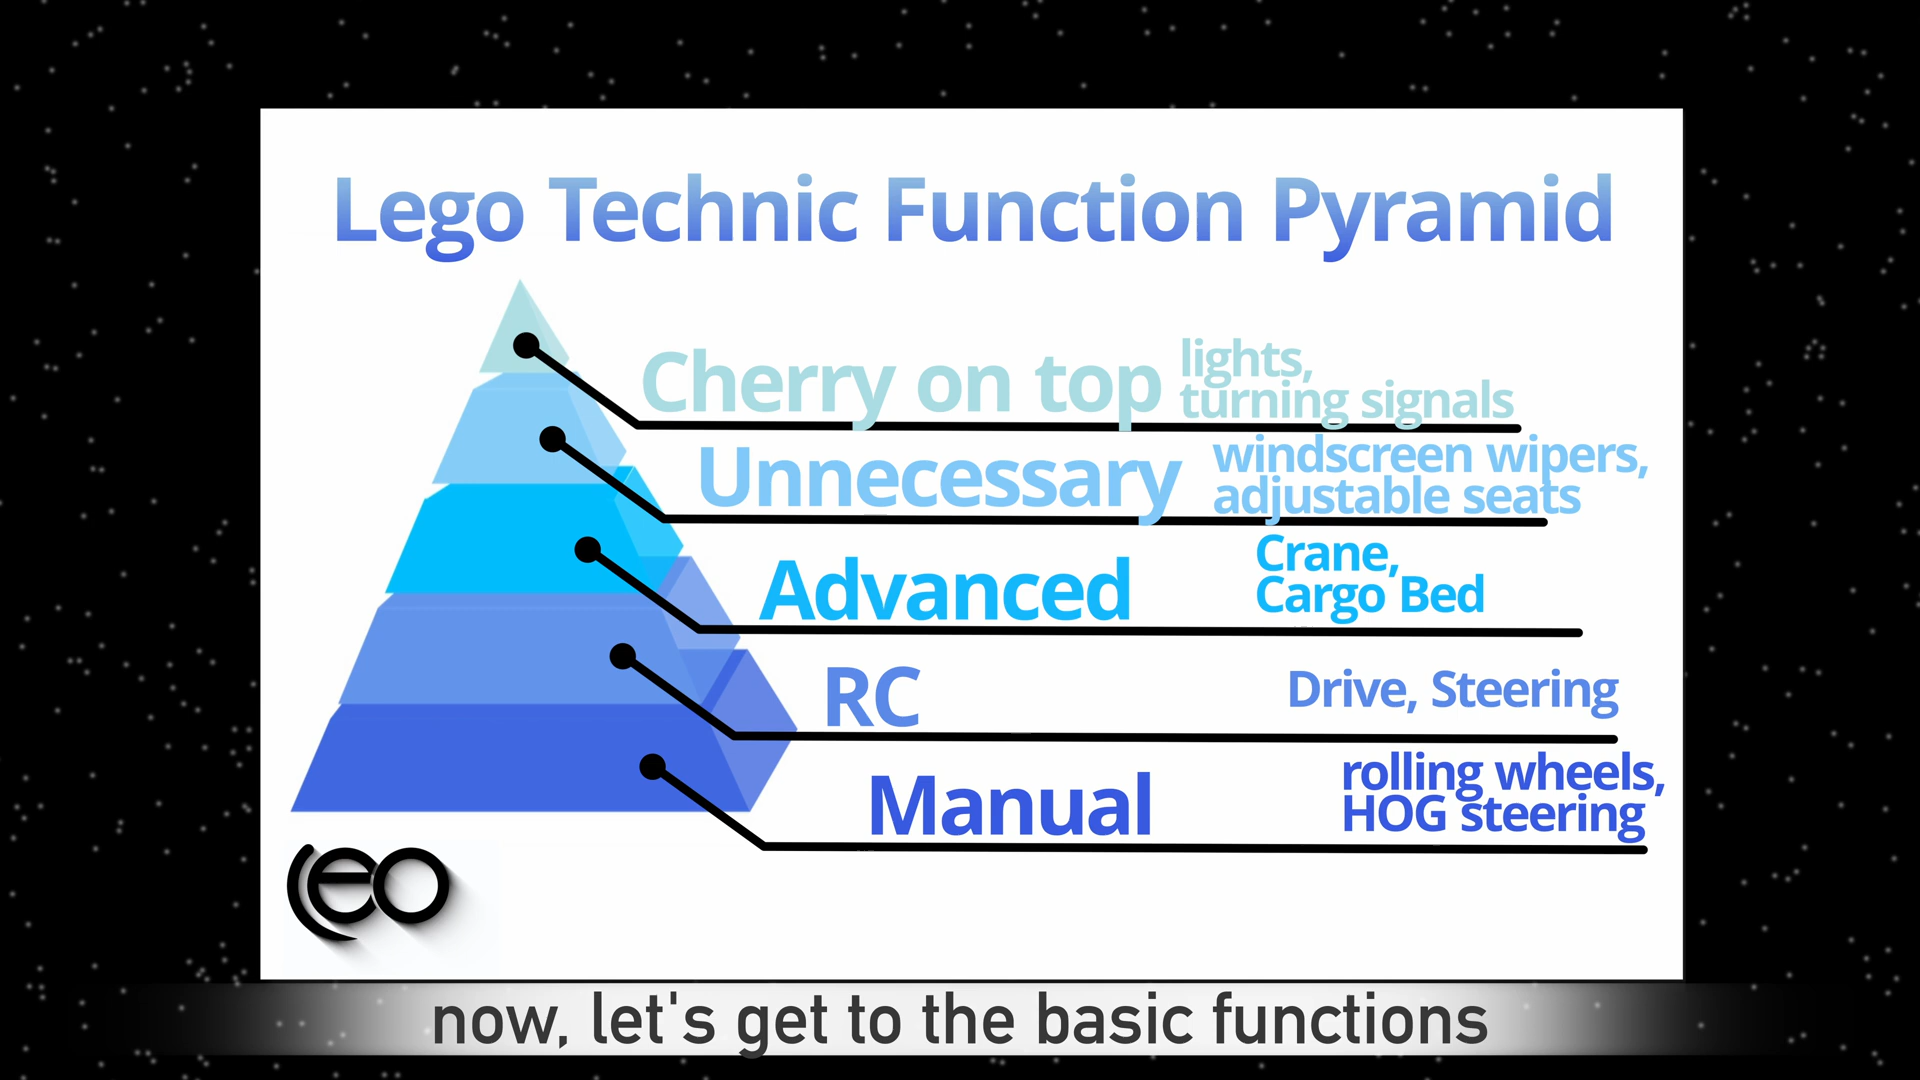 Lego Technic Function Pyramid
Cherry on top
lights,
turning signals
Unnecessary
windscreen wipers,
adjustable seats
Advanced
Crane,
Cargo Bed
RC
Drive, Steering
Manual
rolling wheels,
HOG steering
Leo
now, let's get to the basic functions